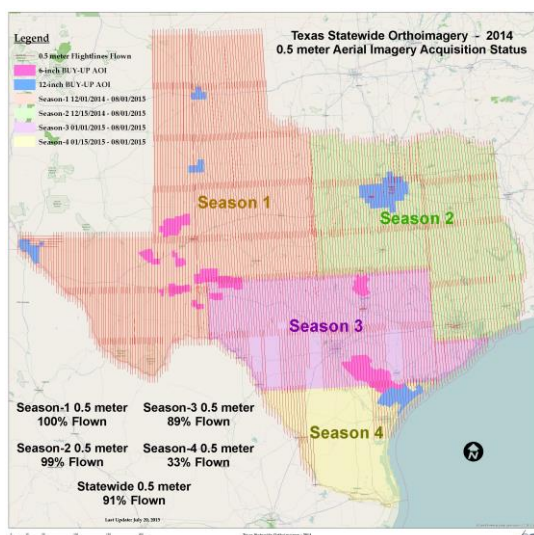 Texas Statewide Orthoimagery - 2014
0.5 meter Aerial Imagery Acquisition Status
Legend
0.5 meter Flightlines Flown
6-inch BUY-UP AOI
12-inch BUY-UP AOI
Season-1 12/01/2014 - 08/01/2015
Season-2 12/15/2014 - 08/01/2015
Season-3 01/01/2015 - 08/01/2015
Season-4 01/15/2015 - 08/01/2015
Season 1
Season 2
Season 3
Season 4
Season-1 0.5 meter
100% Flown
Season-3 0.5 meter
89% Flown
Season-2 0.5 meter
99% Flown
Season-4 0.5 meter
33% Flown
Statewide 0.5 meter
91% Flown
Last Update: July 20, 2015
N